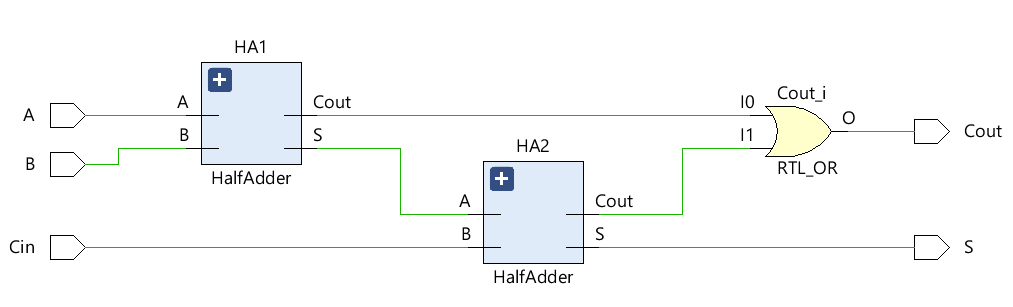 HA1
A
A
Cout
B
S
B
HalfAdder
HA2
A
Cout
Cin
B
S
HalfAdder
Cout_i
I0
I1
O
RTL_OR
Cout
S